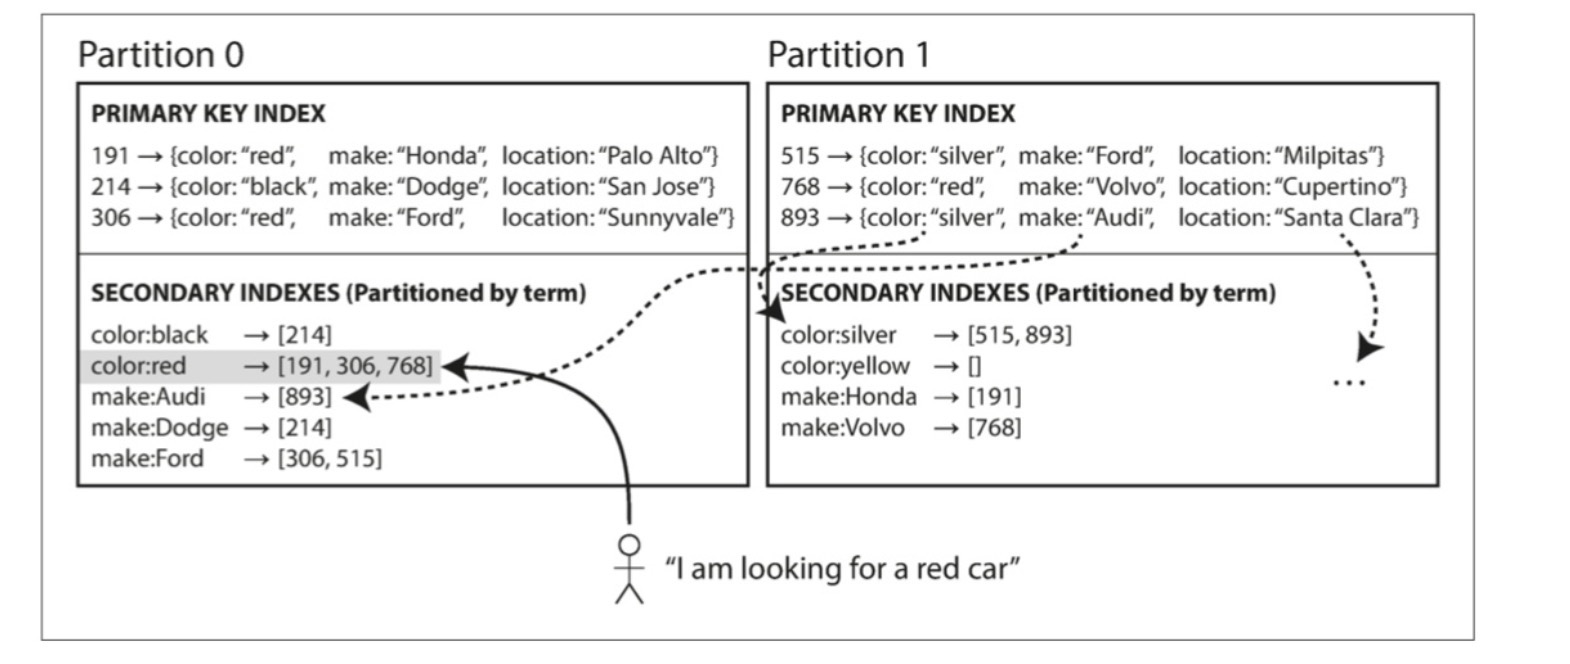 Partition 0
PRIMARY KEY INDEX
191 → {color: “red”, make: “Honda”, location: “Palo Alto”}
214 → {color: “black”, make: “Dodge”, location: “San Jose”}
306 → {color: “red”, make: “Ford”, location: “Sunnyvale”}
SECONDARY INDEXES (Partitioned by term)
color:black → [214]
color:red → [191, 306, 768]
make:Audi → [893]
make:Dodge → [214]
make:Ford → [306, 515]
Partition 1
PRIMARY KEY INDEX
515 → {color: “silver”, make: “Ford”, location: “Milpitas”}
768 → {color: “red”, make: “Volvo”, location: “Cupertino”}
893 → {color: “silver”, make: “Audi”, location: “Santa Clara”}
SECONDARY INDEXES (Partitioned by term)
color:silver → [515, 893]
color:yellow → []
make:Honda → [191]
make:Volvo → [768]
...
“I am looking for a red car”